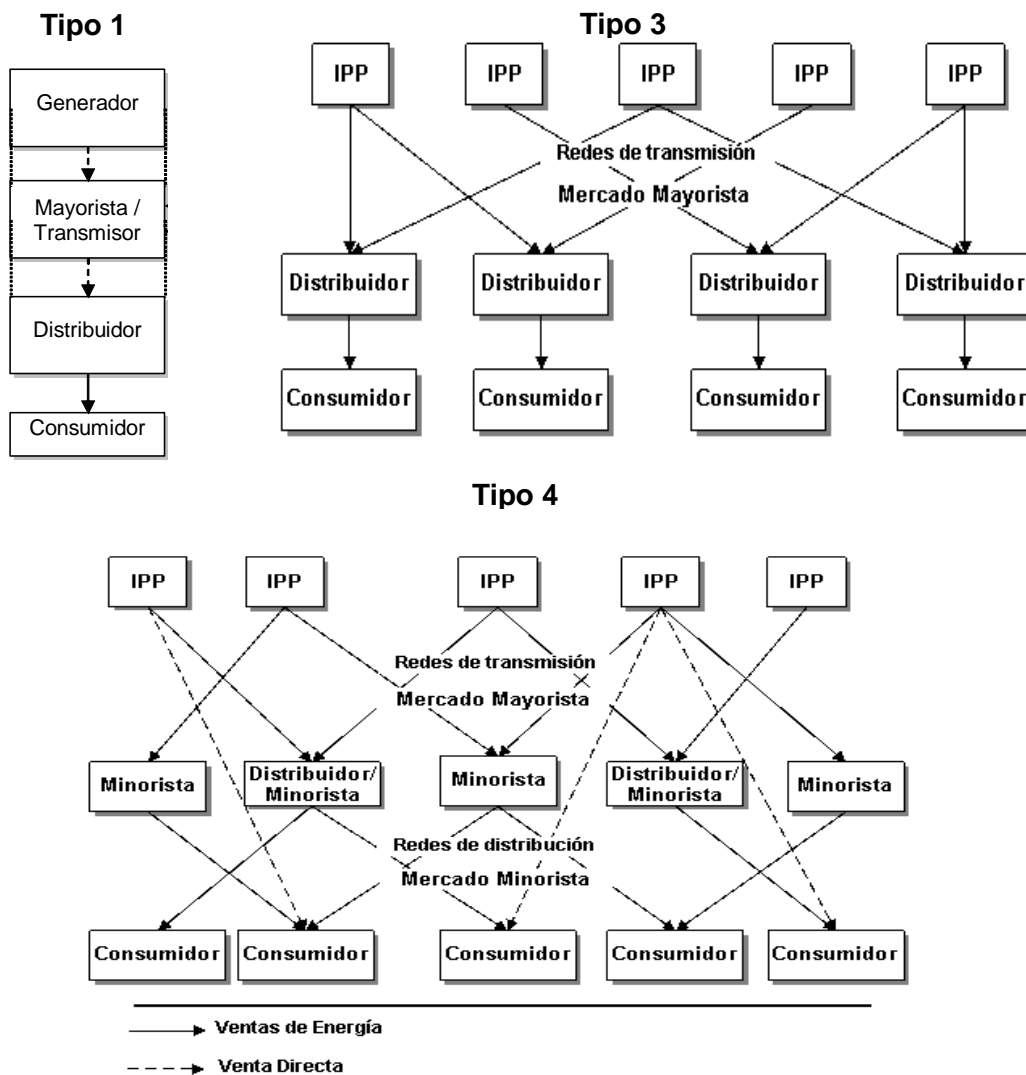 Tipo 1
Generador
Mayorista /
Transmisor
Distribuidor
Consumidor
Tipo 3
IPP IPP IPP IPP IPP
Redes de transmisión
Mercado Mayorista
Distribuidor Distribuidor Distribuidor Distribuidor
Consumidor Consumidor Consumidor Consumidor
Tipo 4
IPP IPP IPP IPP IPP
Redes de transmisión
Mercado Mayorista
Minorista Distribuidor/ Minorista Distribuidor/ Minorista
Minorista Minorista
Redes de distribución
Mercado Minorista
Consumidor Consumidor Consumidor Consumidor Consumidor
Ventas de Energía
Venta Directa